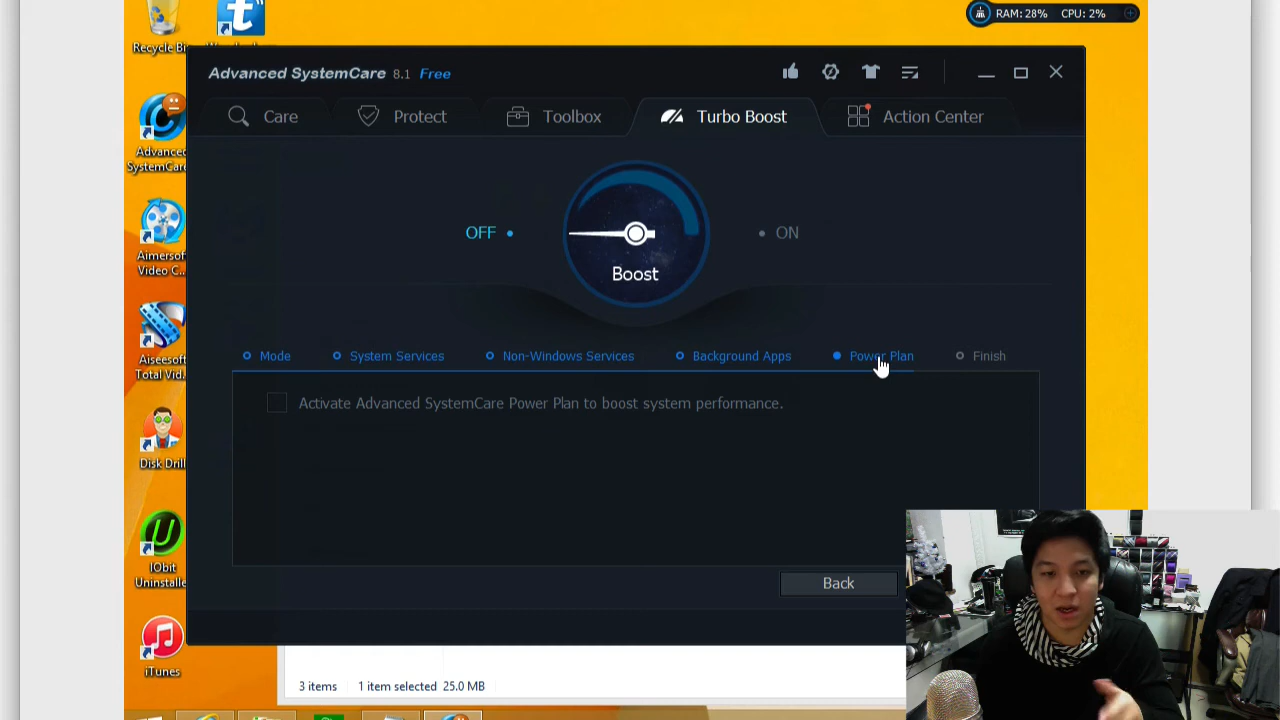 RAM: 28% CPU: 2%
Recycle Bi
Advanced SystemCare 8.1 Free
Care
Protect
Toolbox
Turbo Boost
Action Center
Advanced
SystemCare
OFF
ON
Boost
Aimersoft
Video C...
Mode
System Services
Non-Windows Services
Background Apps
Power Plan
Finish
Aiseesoft
Total Vid...
Activate Advanced SystemCare Power Plan to boost system performance.
Disk Drill
IObit
Uninstalle
Back
iTunes
3 items
1 item selected 25.0 MB